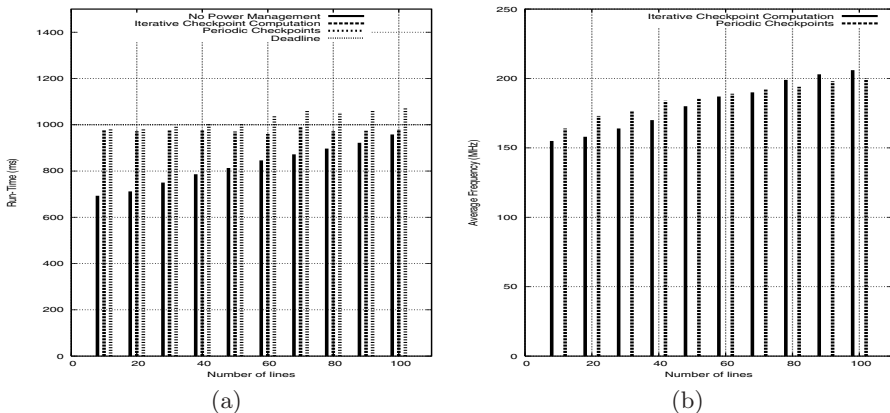 No Power Management
Iterative Checkpoint Computation
Periodic Checkpoints
Deadline
1400
1200
1000
800
600
400
200
0
Run-Time (ms)
0 20 40 60 80 100
Number of lines
(a)
Iterative Checkpoint Computation
Periodic Checkpoints
250
200
150
100
50
0
Average Frequency (MHz)
0 20 40 60 80 100
Number of lines
(b)